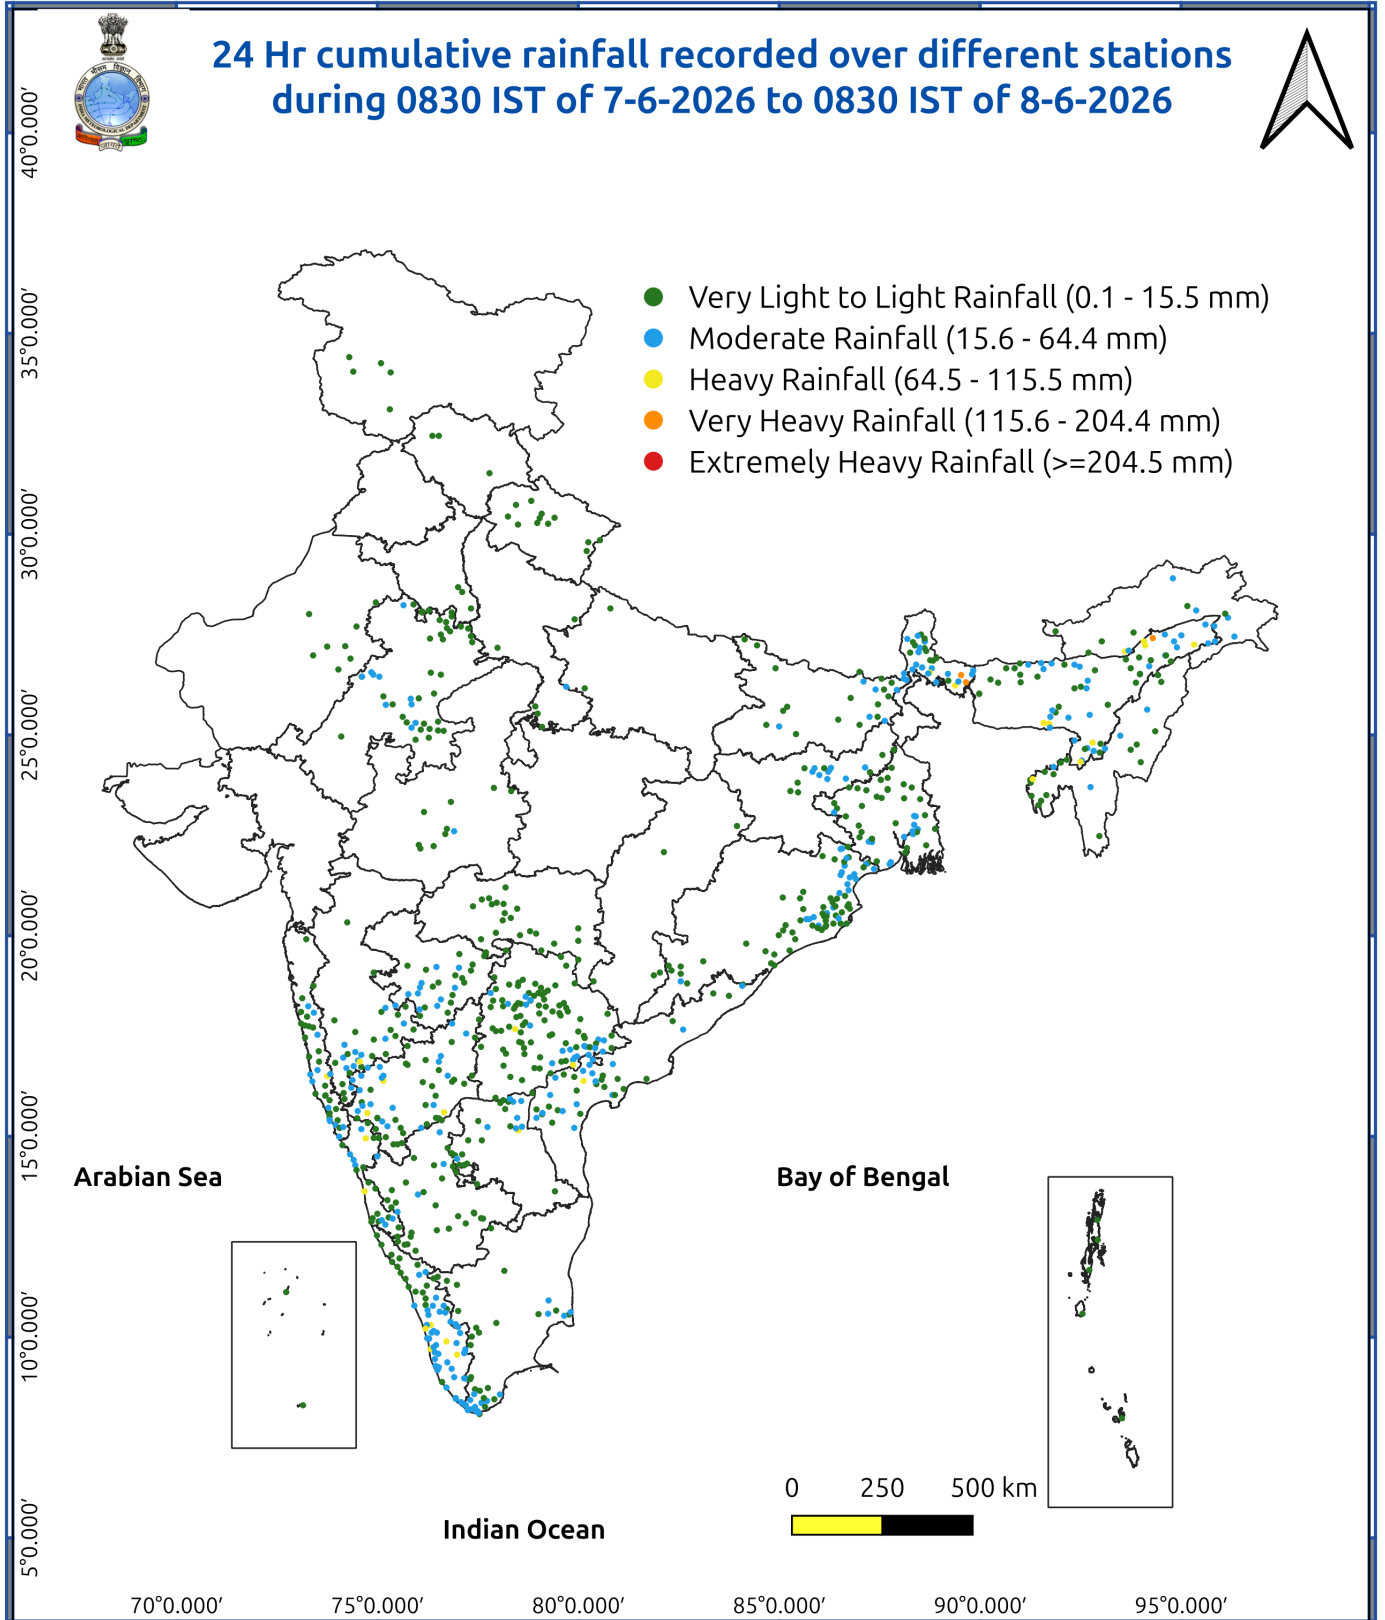 24 Hr cumulative rainfall recorded over different stations
during 0830 IST of 7-6-2026 to 0830 IST of 8-6-2026
Very Light to Light Rainfall (0.1 - 15.5 mm)
Moderate Rainfall (15.6 - 64.4 mm)
Heavy Rainfall (64.5 - 115.5 mm)
Very Heavy Rainfall (115.6 - 204.4 mm)
Extremely Heavy Rainfall (>=204.5 mm)
40°0.000′
35°0.000′
30°0.000′
25°0.000′
20°0.000′
15°0.000′
10°0.000′
5°0.000′
Arabian Sea
Bay of Bengal
Indian Ocean
0 250 500 km
70°0.000′ 75°0.000′ 80°0.000′ 85°0.000′ 90°0.000′ 95°0.000′